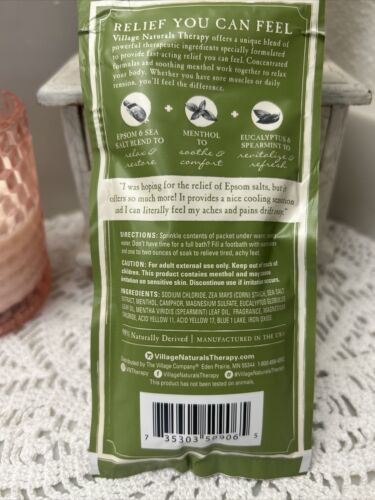 RELIEF YOU CAN FEEL
Village Naturals Therapy offers a unique blend of
powerful therapeutic ingredients specially formulated
to provide fast-acting relief you can feel. Concentrated
formulas and soothing menthol work together to relax
your body. Whether you have sore muscles or daily
tension, you'll feel the difference.
+ +
EPSOM & SEA
SALT BLEND TO
relax &
restore
MENTHOL
TO
soothe &
comfort
EUCALYPTUS &
SPEARMINT TO
revitalize &
refresh
"I was hoping for the relief of Epsom salts, but it
offers so much more! It provides a nice cooling sensation
and I can literally feel my aches and pains drift away."
DIRECTIONS: Sprinkle contents of packet under warm
water. Don't have time for a full bath? Fill a footbath with
and one to two ounces of soak to relieve tired, achy feet.
CAUTION: For adult external use only. Keep out of reach of
children. This product contains menthol and may cause
irritation on sensitive skin. Discontinue use if irritation occurs.
INGREDIENTS: SODIUM CHLORIDE, ZEA MAYS (CORN) STARCH, SEA SALT
EXTRACT, MENTHOL, CAMPHOR, MAGNESIUM SULFATE, EUCALYPTUS GLOBULUS
LEAF OIL, MENTHA VIRIDIS (SPEARMINT) LEAF OIL, FRAGRANCE, MAGNESIUM
CHLORIDE, ACID YELLOW 11, ACID YELLOW 17, BLUE 1 LAKE, IRON OXIDE.
Naturally Derived | MANUFACTURED IN THE USA
VillageNaturalsTherapy.com
Distributed by The Village Company® Eden Prairie, MN 55344
VNTherapy f VillageNaturalsTherapy VillageNaturalsTherapy
This product has not been tested on animals.
7 35303 58906 5